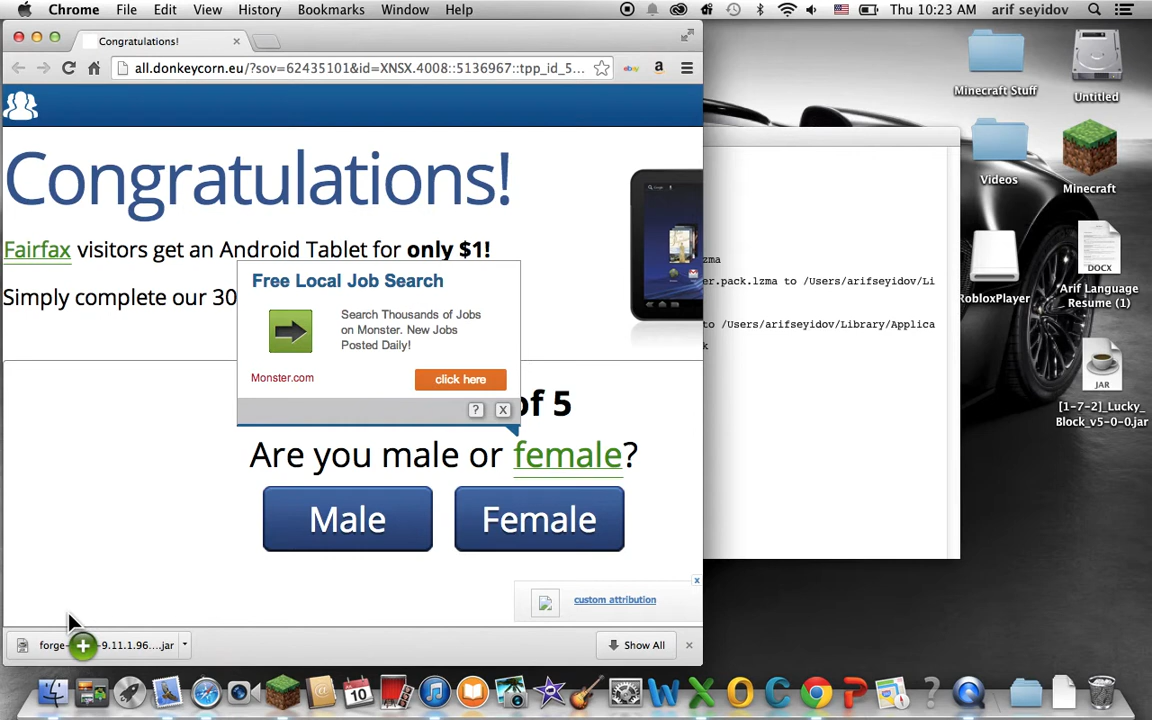 Chrome File Edit View History Bookmarks Window Help Thu 10:23 AM arif seyidov
Congratulations!
all.donkeycorn.eu/?sov=62435101&id=XNSX.4008::5136967::tpp_id_5... ebay a
Congratulations!
Fairfax visitors get an Android Tablet for only $1!
Simply complete our 30
Free Local Job Search
Search Thousands of Jobs
on Monster. New Jobs
Posted Daily!
Monster.com click here
? X
of 5
Are you male or female?
Male Female
x
custom attribution
forge- -9.11.1.96....jar Show All
zma
er.pack.lzma to /Users/arifseyidov/Li
to /Users/arifseyidov/Library/Applica
k
Minecraft Stuff
Untitled
Videos
Minecraft
RobloxPlayer
DOCX
Arif Language
Resume (1)
JAR
[1-7-2]_Lucky_
Block_v5-0-0.jar
10
W X O C P ?